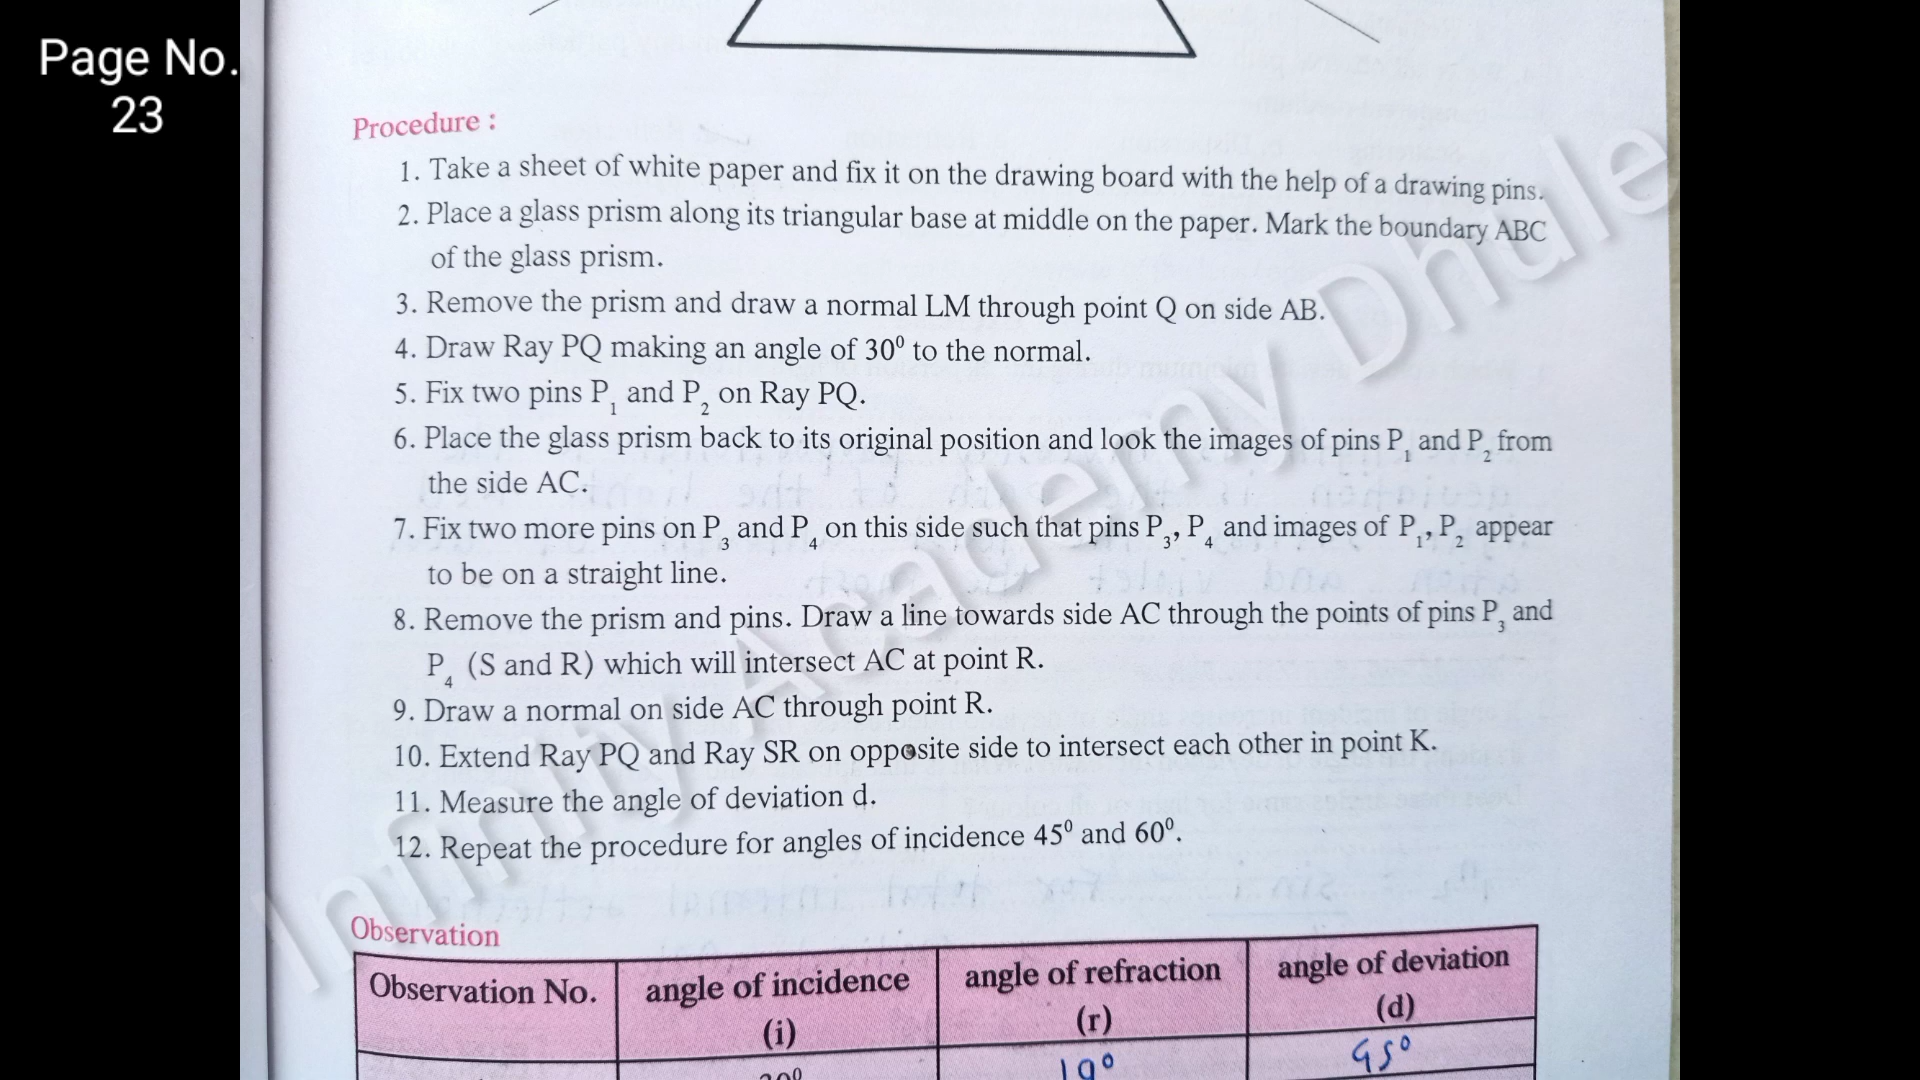 Page No.
23
Procedure :
1. Take a sheet of white paper and fix it on the drawing board with the help of a drawing pins.
2. Place a glass prism along its triangular base at middle on the paper. Mark the boundary ABC
of the glass prism.
3. Remove the prism and draw a normal LM through point Q on side AB.
4. Draw Ray PQ making an angle of 30⁰ to the normal.
5. Fix two pins P₁ and P₂ on Ray PQ.
6. Place the glass prism back to its original position and look the images of pins P₁ and P₂ from
the side AC.
7. Fix two more pins on P₃ and P₄ on this side such that pins P₃, P₄ and images of P₁, P₂ appear
to be on a straight line.
8. Remove the prism and pins. Draw a line towards side AC through the points of pins P₃ and
P₄ (S and R) which will intersect AC at point R.
9. Draw a normal on side AC through point R.
10. Extend Ray PQ and Ray SR on opposite side to intersect each other in point K.
11. Measure the angle of deviation d.
12. Repeat the procedure for angles of incidence 45⁰ and 60⁰.
Observation
Observation No. angle of incidence angle of refraction angle of deviation
(i) (r) (d)
30⁰ 19⁰ 45⁰
Infinity Academy Dhule